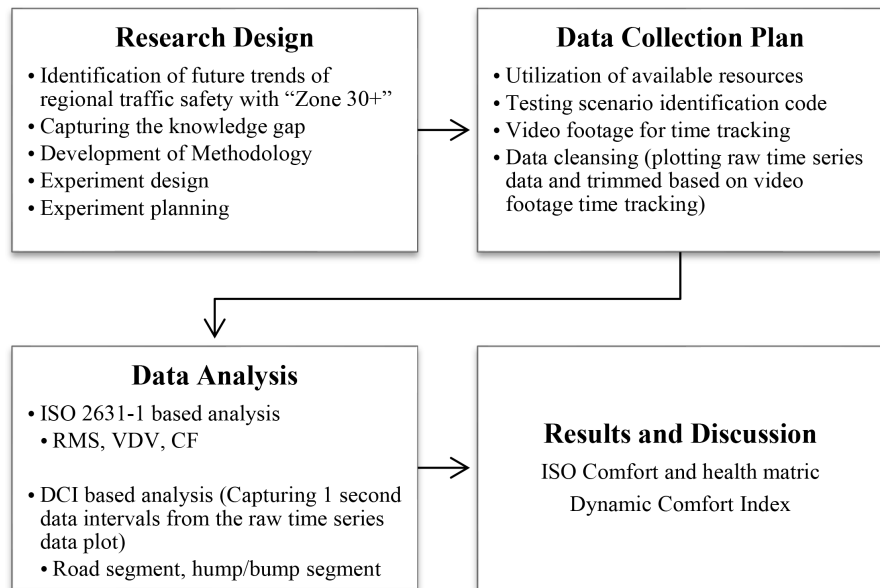 Research Design
• Identification of future trends of
regional traffic safety with “Zone 30+”
• Capturing the knowledge gap
• Development of Methodology
• Experiment design
• Experiment planning
Data Collection Plan
• Utilization of available resources
• Testing scenario identification code
• Video footage for time tracking
• Data cleansing (plotting raw time series
data and trimmed based on video
footage time tracking)
Data Analysis
• ISO 2631-1 based analysis
• RMS, VDV, CF
• DCI based analysis (Capturing 1 second
data intervals from the raw time series
data plot)
• Road segment, hump/bump segment
Results and Discussion
ISO Comfort and health matric
Dynamic Comfort Index